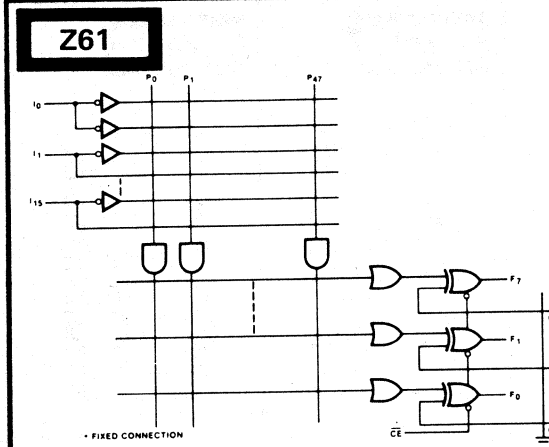 Z61
P0 P1 P47
I0
I1
I15
F7
F1
F0
CE
* FIXED CONNECTION